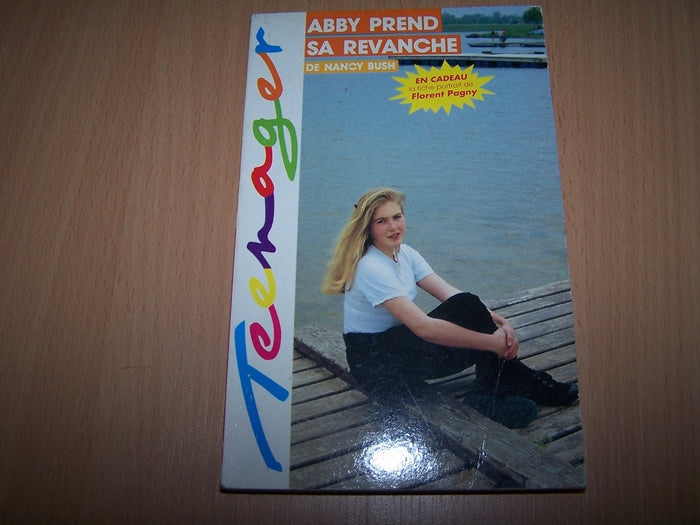 Teenager
ABBY PREND
SA REVANCHE
DE NANCY BUSH
EN CADEAU
la fiche portrait de
Florent Pagny